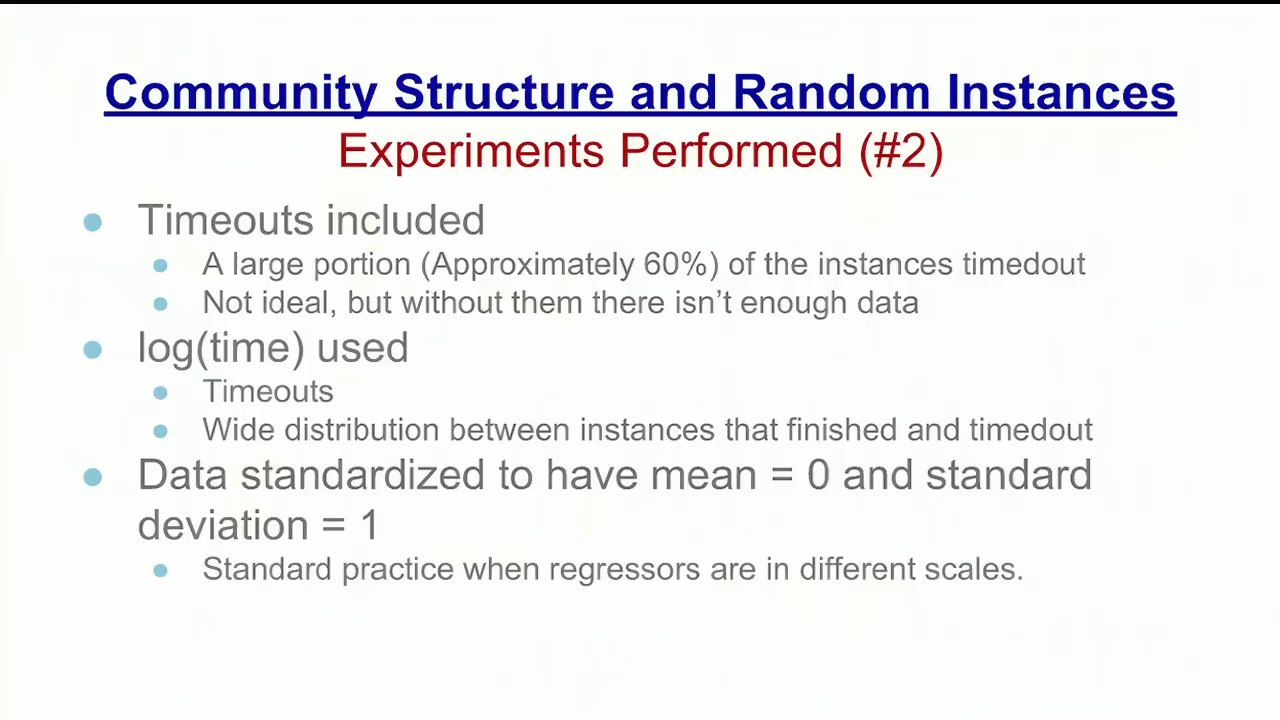 Community Structure and Random Instances
Experiments Performed (#2)
● Timeouts included
● A large portion (Approximately 60%) of the instances timedout
● Not ideal, but without them there isn’t enough data
● log(time) used
● Timeouts
● Wide distribution between instances that finished and timedout
● Data standardized to have mean = 0 and standard
deviation = 1
● Standard practice when regressors are in different scales.